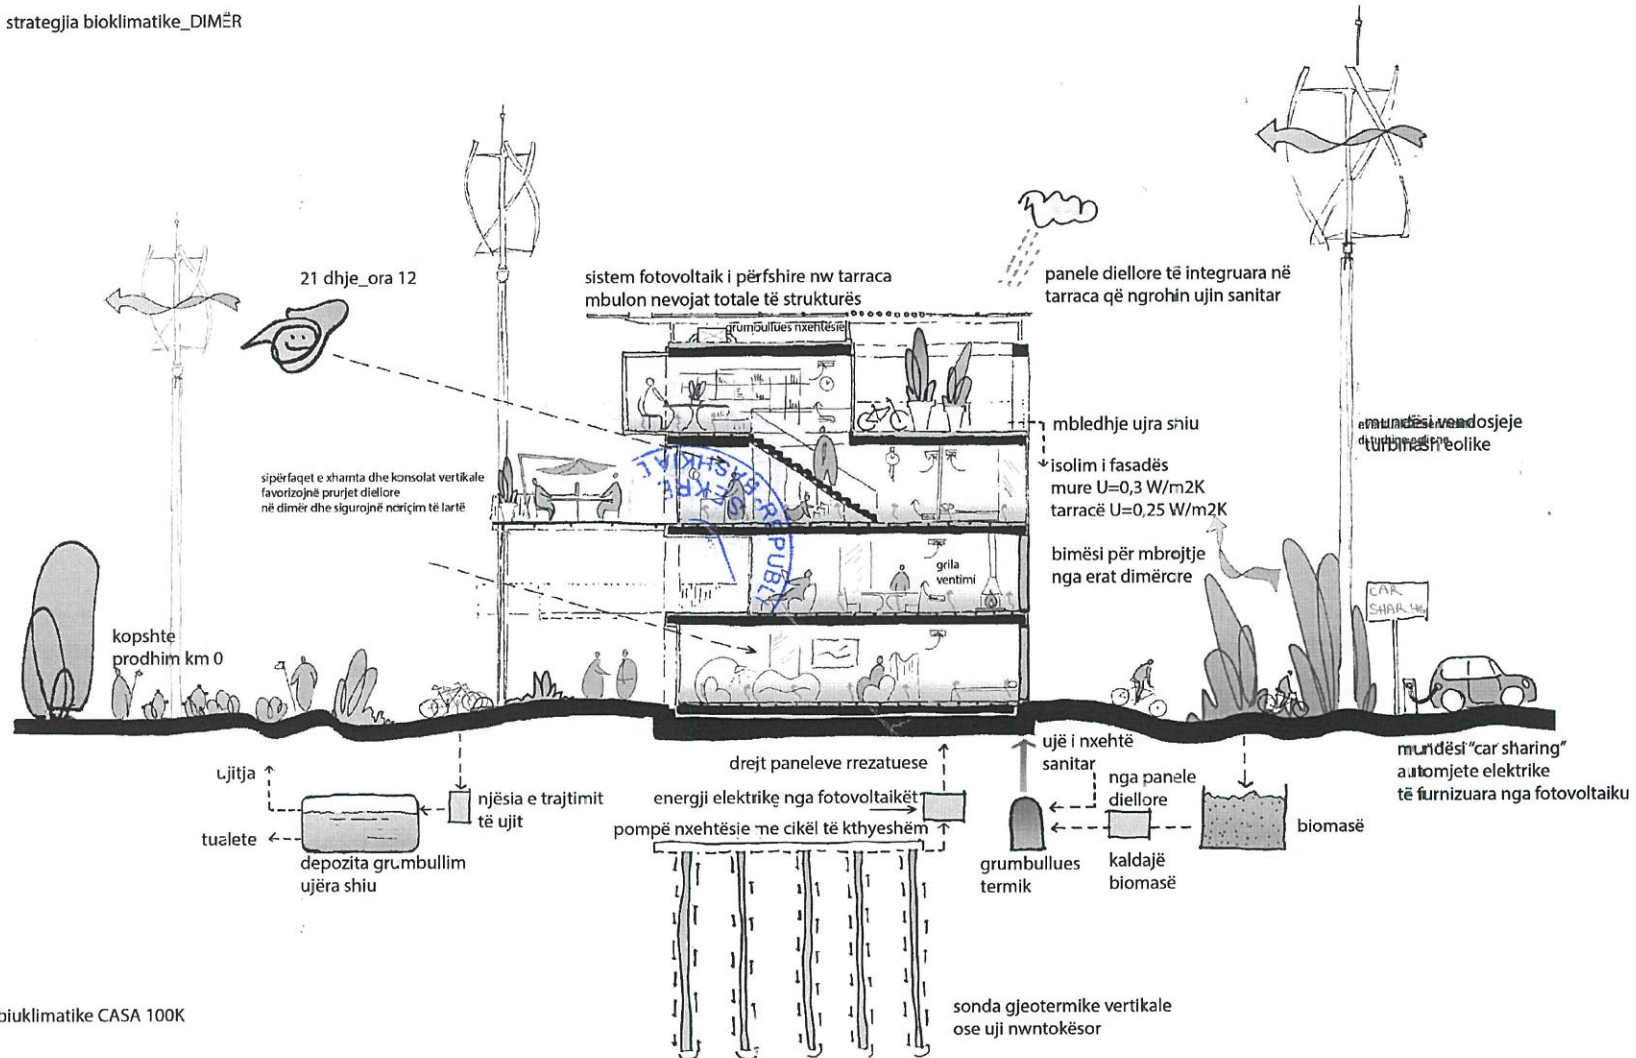 strategjia bioklimatike_DIMËR
21 dhje_ora 12
sistem fotovoltaik i përfshire nw tarraca
mbulon nevojat totale të strukturës
panele diellore të integruara në
tarraca që ngrohin ujin sanitar
grumbullues nxehtësie
mbledhje ujra shiu
mundësi vendosjeje
turbinash eolike
isolim i fasadës
mure U=0,3 W/m2K
tarracë U=0,25 W/m2K
sipërfaqet e xhamta dhe konsolat vertikale
favorizojnë prurjet diellore
në dimër dhe sigurojnë ndriçim të lartë
SEKRE
BASHKIA L
REPUBLI
bimësi për mbrojtje
nga erat dimërore
grila
ventimi
CAR
kopshte
prodhim km 0
ujitja
tualete
njësia e trajtimit
të ujit
depozita grumbullim
ujëra shiu
drejt paneleve rrezatuese
energji elektrike nga fotovoltaikët
pompë nxehtësie me cikël të kthyeshëm
ujë i nxehtë
sanitar
nga panele
diellore
grumbullues
termik
kaldajë
biomasë
biomasë
mundësi "car sharing"
automjete elektrike
të furnizuara nga fotovoltaiku
sonda gjeotermike vertikale
ose uji nwntokësor
biuklimatike CASA 100K